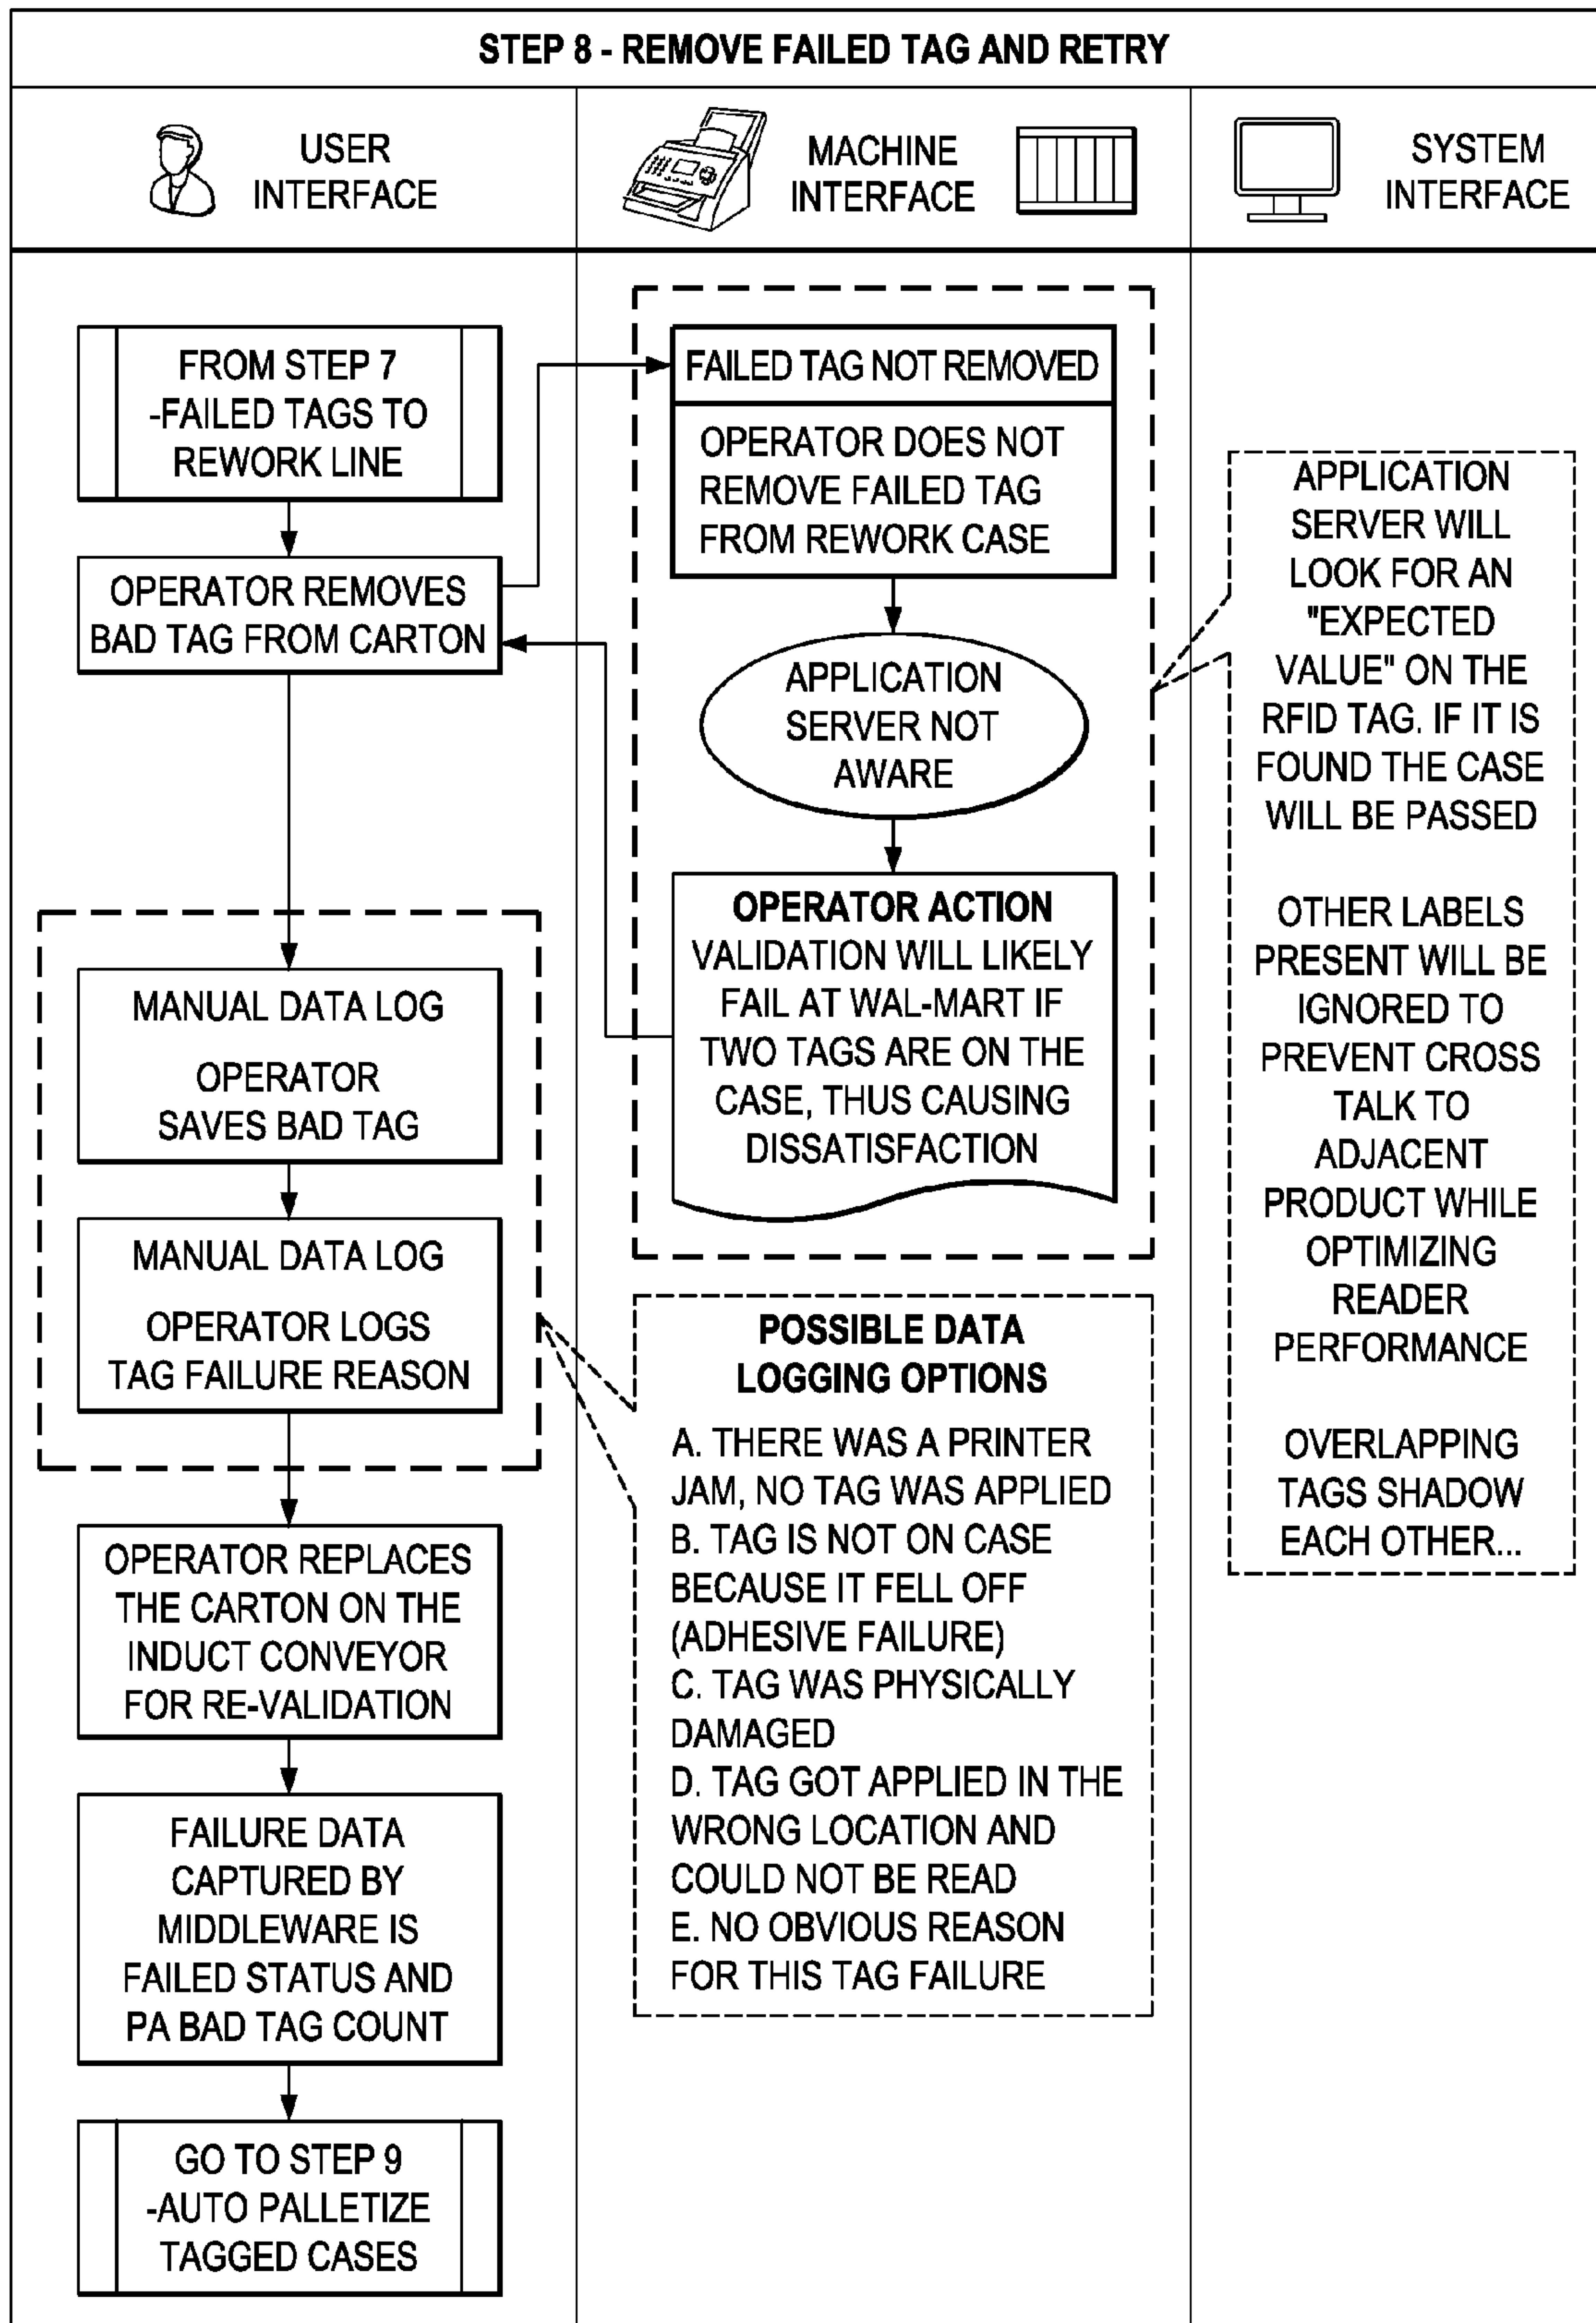 STEP 8 - REMOVE FAILED TAG AND RETRY
USER
INTERFACE
MACHINE
INTERFACE
SYSTEM
INTERFACE
FROM STEP 7
-FAILED TAGS TO
REWORK LINE
OPERATOR REMOVES
BAD TAG FROM CARTON
MANUAL DATA LOG
OPERATOR
SAVES BAD TAG
MANUAL DATA LOG
OPERATOR LOGS
TAG FAILURE REASON
OPERATOR REPLACES
THE CARTON ON THE
INDUCT CONVEYOR
FOR RE-VALIDATION
FAILURE DATA
CAPTURED BY
MIDDLEWARE IS
FAILED STATUS AND
PA BAD TAG COUNT
GO TO STEP 9
-AUTO PALLETIZE
TAGGED CASES
FAILED TAG NOT REMOVED
OPERATOR DOES NOT
REMOVE FAILED TAG
FROM REWORK CASE
APPLICATION
SERVER NOT
AWARE
OPERATOR ACTION
VALIDATION WILL LIKELY
FAIL AT WAL-MART IF
TWO TAGS ARE ON THE
CASE, THUS CAUSING
DISSATISFACTION
POSSIBLE DATA
LOGGING OPTIONS
A. THERE WAS A PRINTER
JAM, NO TAG WAS APPLIED
B. TAG IS NOT ON CASE
BECAUSE IT FELL OFF
(ADHESIVE FAILURE)
C. TAG WAS PHYSICALLY
DAMAGED
D. TAG GOT APPLIED IN THE
WRONG LOCATION AND
COULD NOT BE READ
E. NO OBVIOUS REASON
FOR THIS TAG FAILURE
APPLICATION
SERVER WILL
LOOK FOR AN
"EXPECTED
VALUE" ON THE
RFID TAG. IF IT IS
FOUND THE CASE
WILL BE PASSED
OTHER LABELS
PRESENT WILL BE
IGNORED TO
PREVENT CROSS
TALK TO
ADJACENT
PRODUCT WHILE
OPTIMIZING
READER
PERFORMANCE
OVERLAPPING
TAGS SHADOW
EACH OTHER...